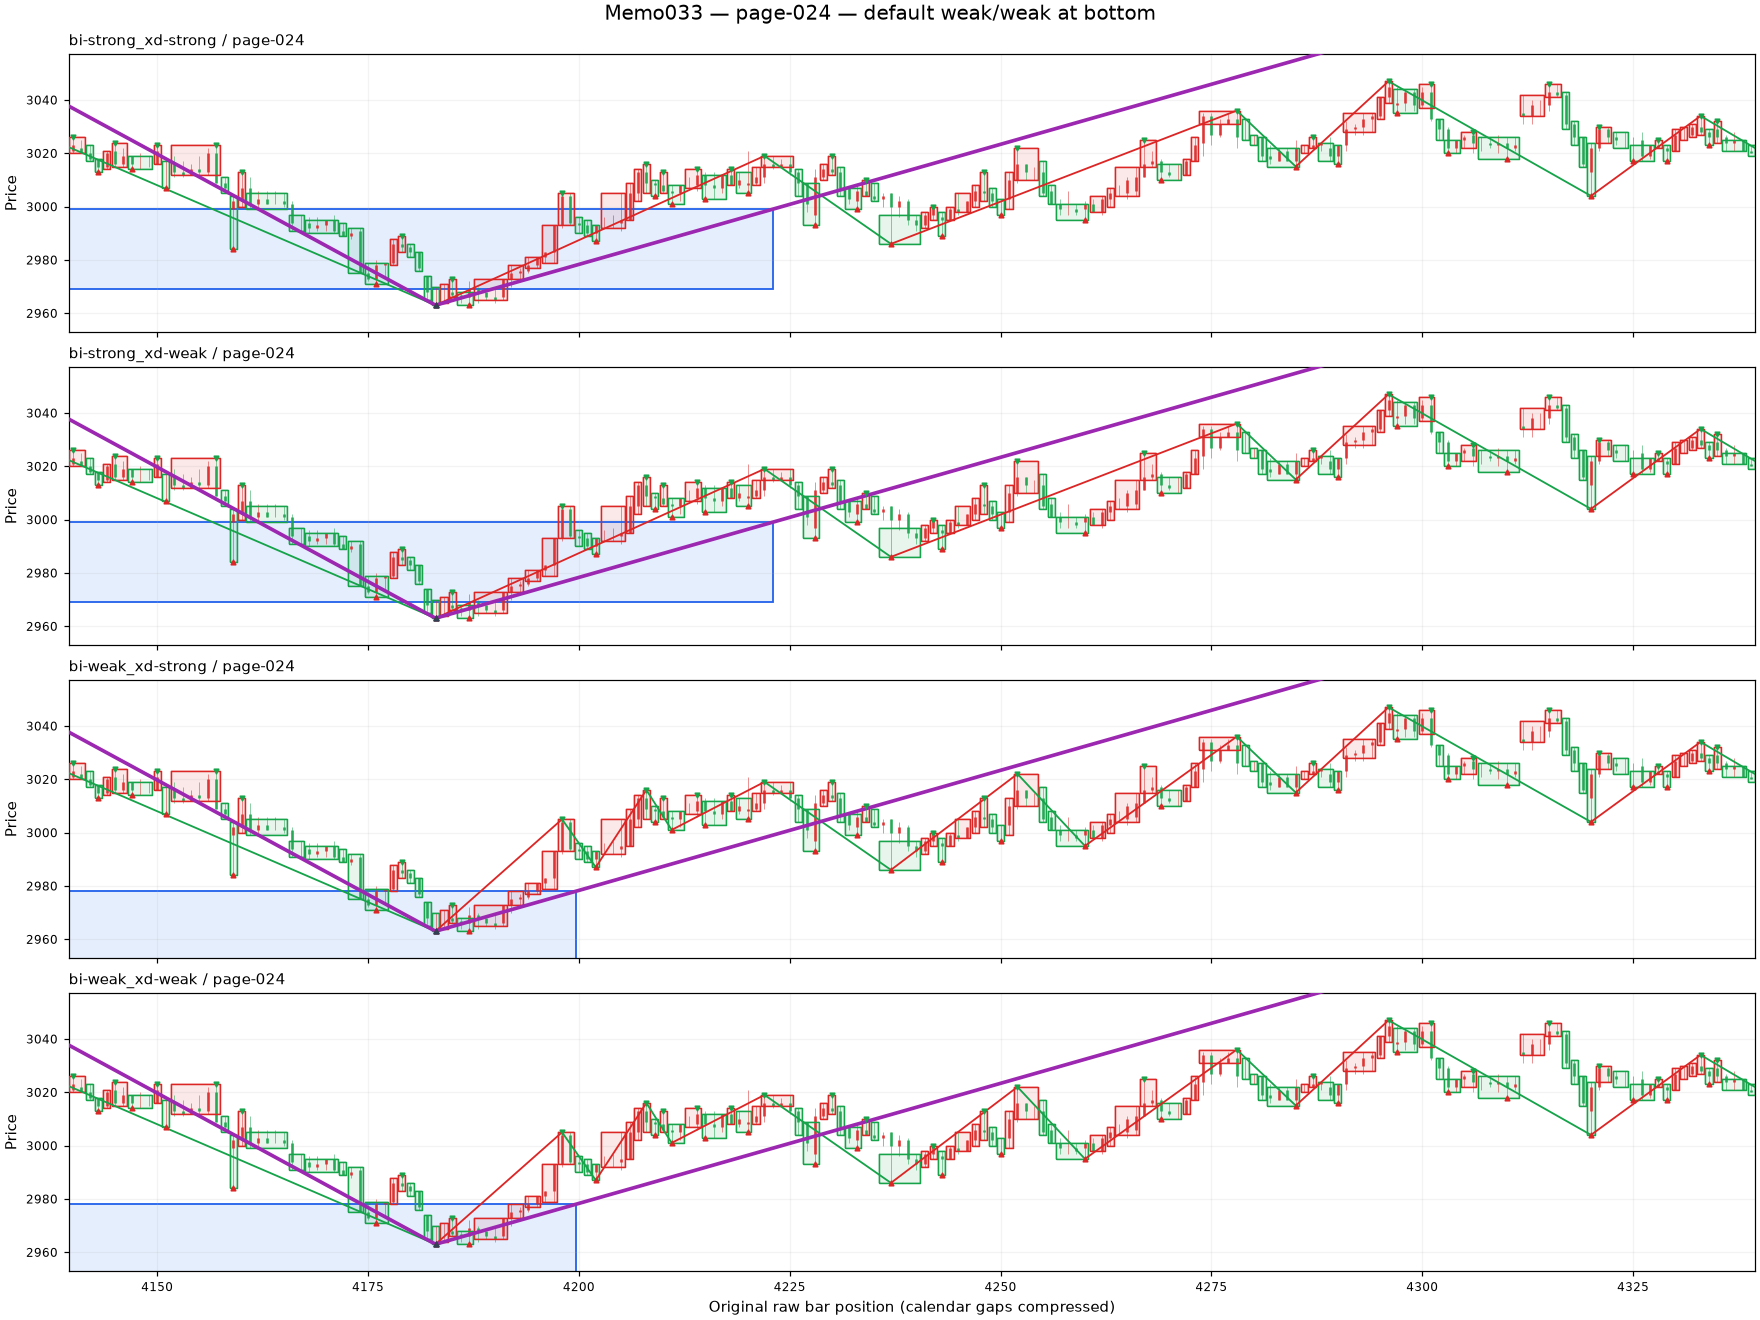 Memo033 — page-024 — default weak/weak at bottom
bi-strong_xd-strong / page-024
Price
3040
3020
3000
2980
2960
bi-strong_xd-weak / page-024
Price
3040
3020
3000
2980
2960
bi-weak_xd-strong / page-024
Price
3040
3020
3000
2980
2960
bi-weak_xd-weak / page-024
Price
3040
3020
3000
2980
2960
4150 4175 4200 4225 4250 4275 4300 4325
Original raw bar position (calendar gaps compressed)